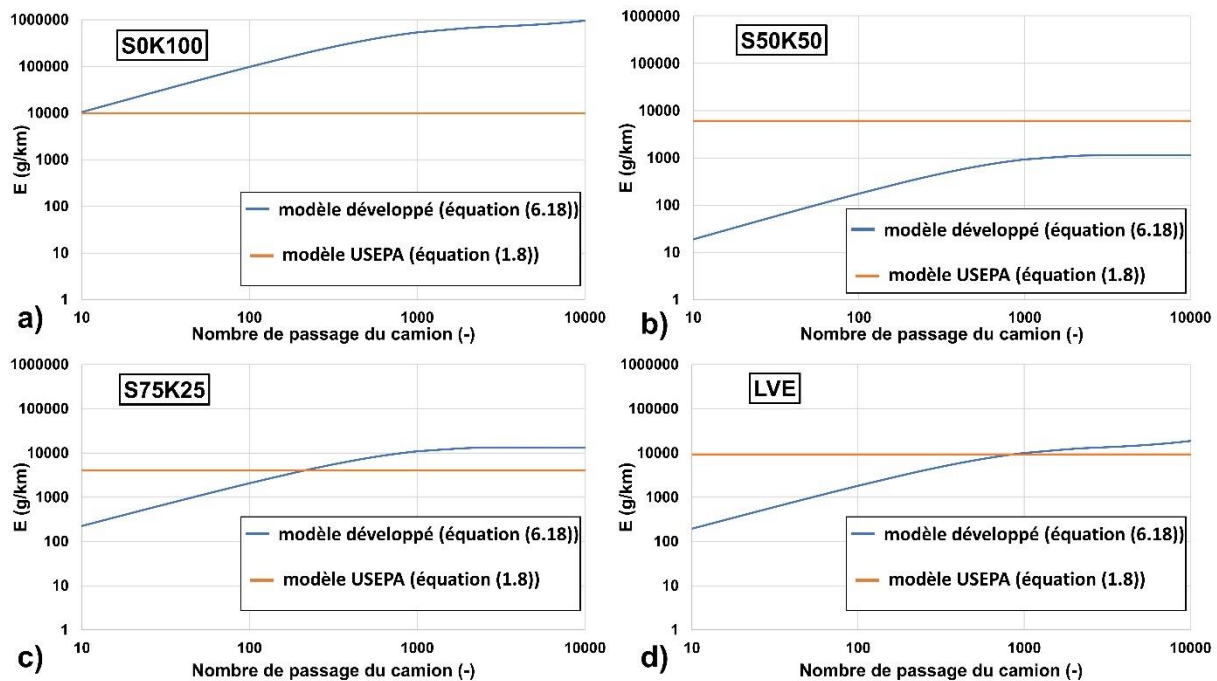 S0K100
E (g/km)
1000000
100000
10000
1000
100
10
1
modèle développé (équation (6.18))
modèle USEPA (équation (1.8))
10
100
1000
10000
Nombre de passage du camion (-)
a)
S50K50
E (g/km)
1000000
100000
10000
1000
100
10
1
modèle développé (équation (6.18))
modèle USEPA (équation (1.8))
10
100
1000
10000
Nombre de passage du camion (-)
b)
S75K25
E (g/km)
1000000
100000
10000
1000
100
10
1
modèle développé (équation (6.18))
modèle USEPA (équation (1.8))
10
100
1000
10000
Nombre de passage du camion (-)
c)
LVE
E (g/km)
1000000
100000
10000
1000
100
10
1
modèle développé (équation (6.18))
modèle USEPA (équation (1.8))
10
100
1000
10000
Nombre de passage du camion (-)
d)